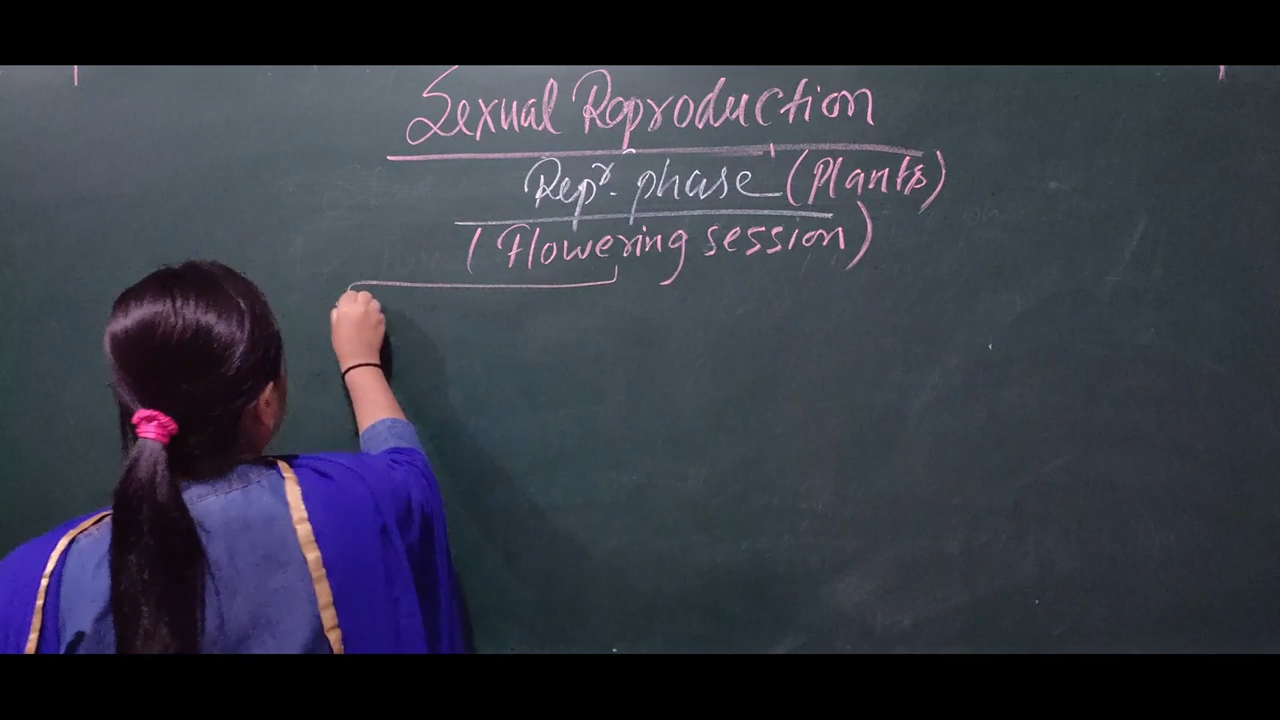 Sexual Reproduction
Repr. phase (Plants)
(Flowering session)